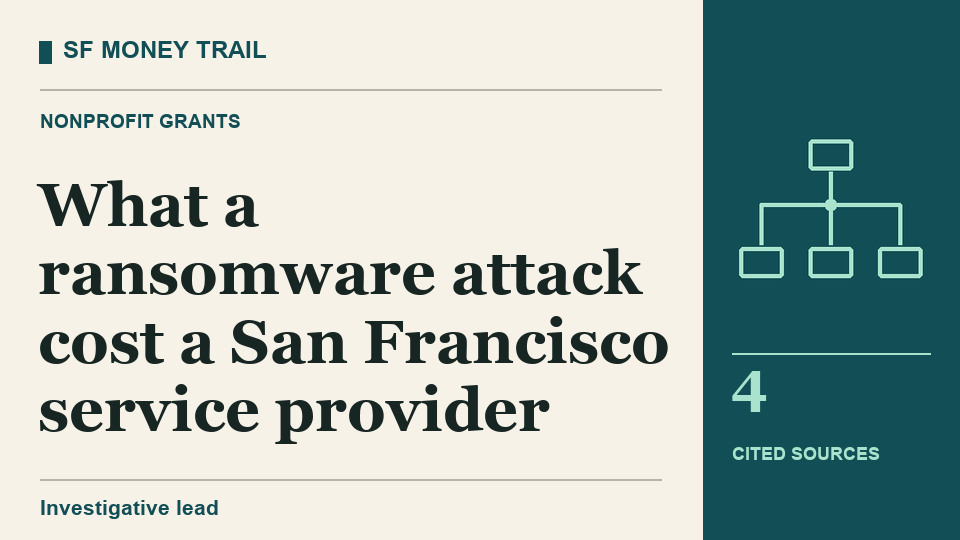 SF MONEY TRAIL
NONPROFIT GRANTS
What a
ransomware attack
cost a San Francisco
service provider
Investigative lead
4
CITED SOURCES